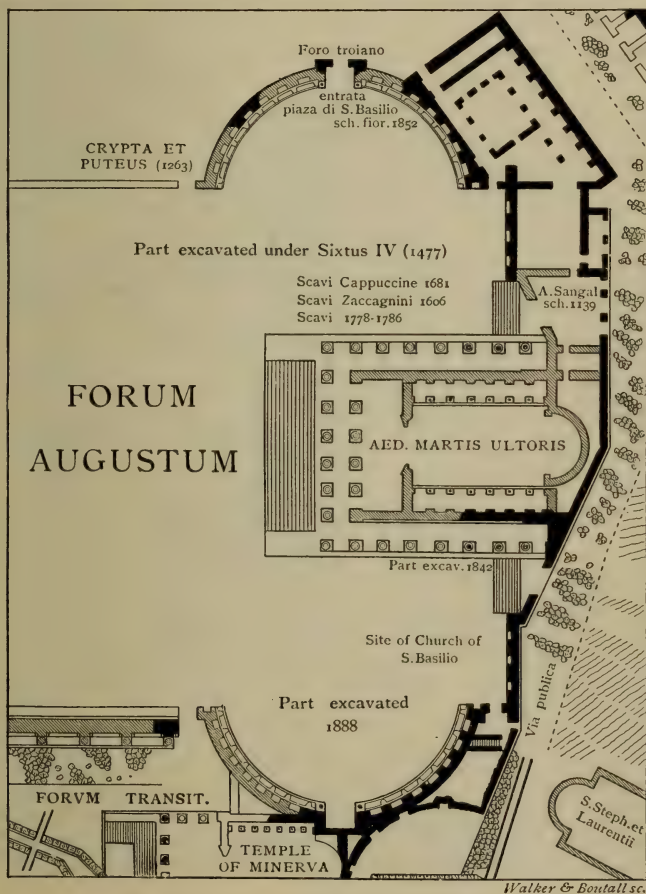 Foro troiano
entrata
piaza di S. Basilio
sch. fior. 1852
CRYPTA ET
PUTEUS (1263)
Part excavated under Sixtus IV (1477)
Scavi Cappuccine 1681
Scavi Zaccagnini 1606
Scavi 1778-1786
A. Sangal
sch. 1139
FORUM
AUGUSTUM
AED. MARTIS ULTORIS
Part excav. 1842
Site of Church of
S. Basilio
Part excavated
1888
Via publica
FORVM TRANSIT.
TEMPLE
OF MINERVA
S. Steph. et
Laurentii
Walker & Boutall sc.